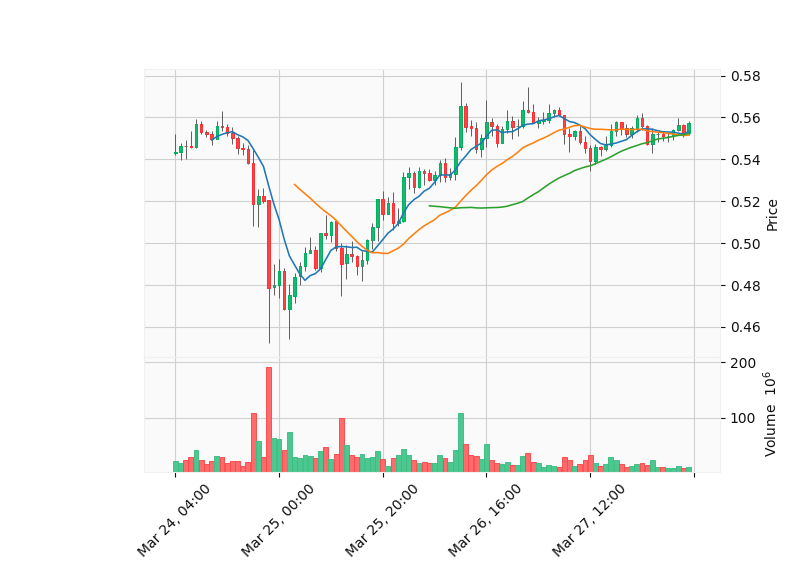 0.58
0.56
0.54
0.52
0.50
0.48
0.46
Price
200
100
Volume 10^6
Mar 24, 04:00
Mar 25, 00:00
Mar 25, 20:00
Mar 26, 16:00
Mar 27, 12:00